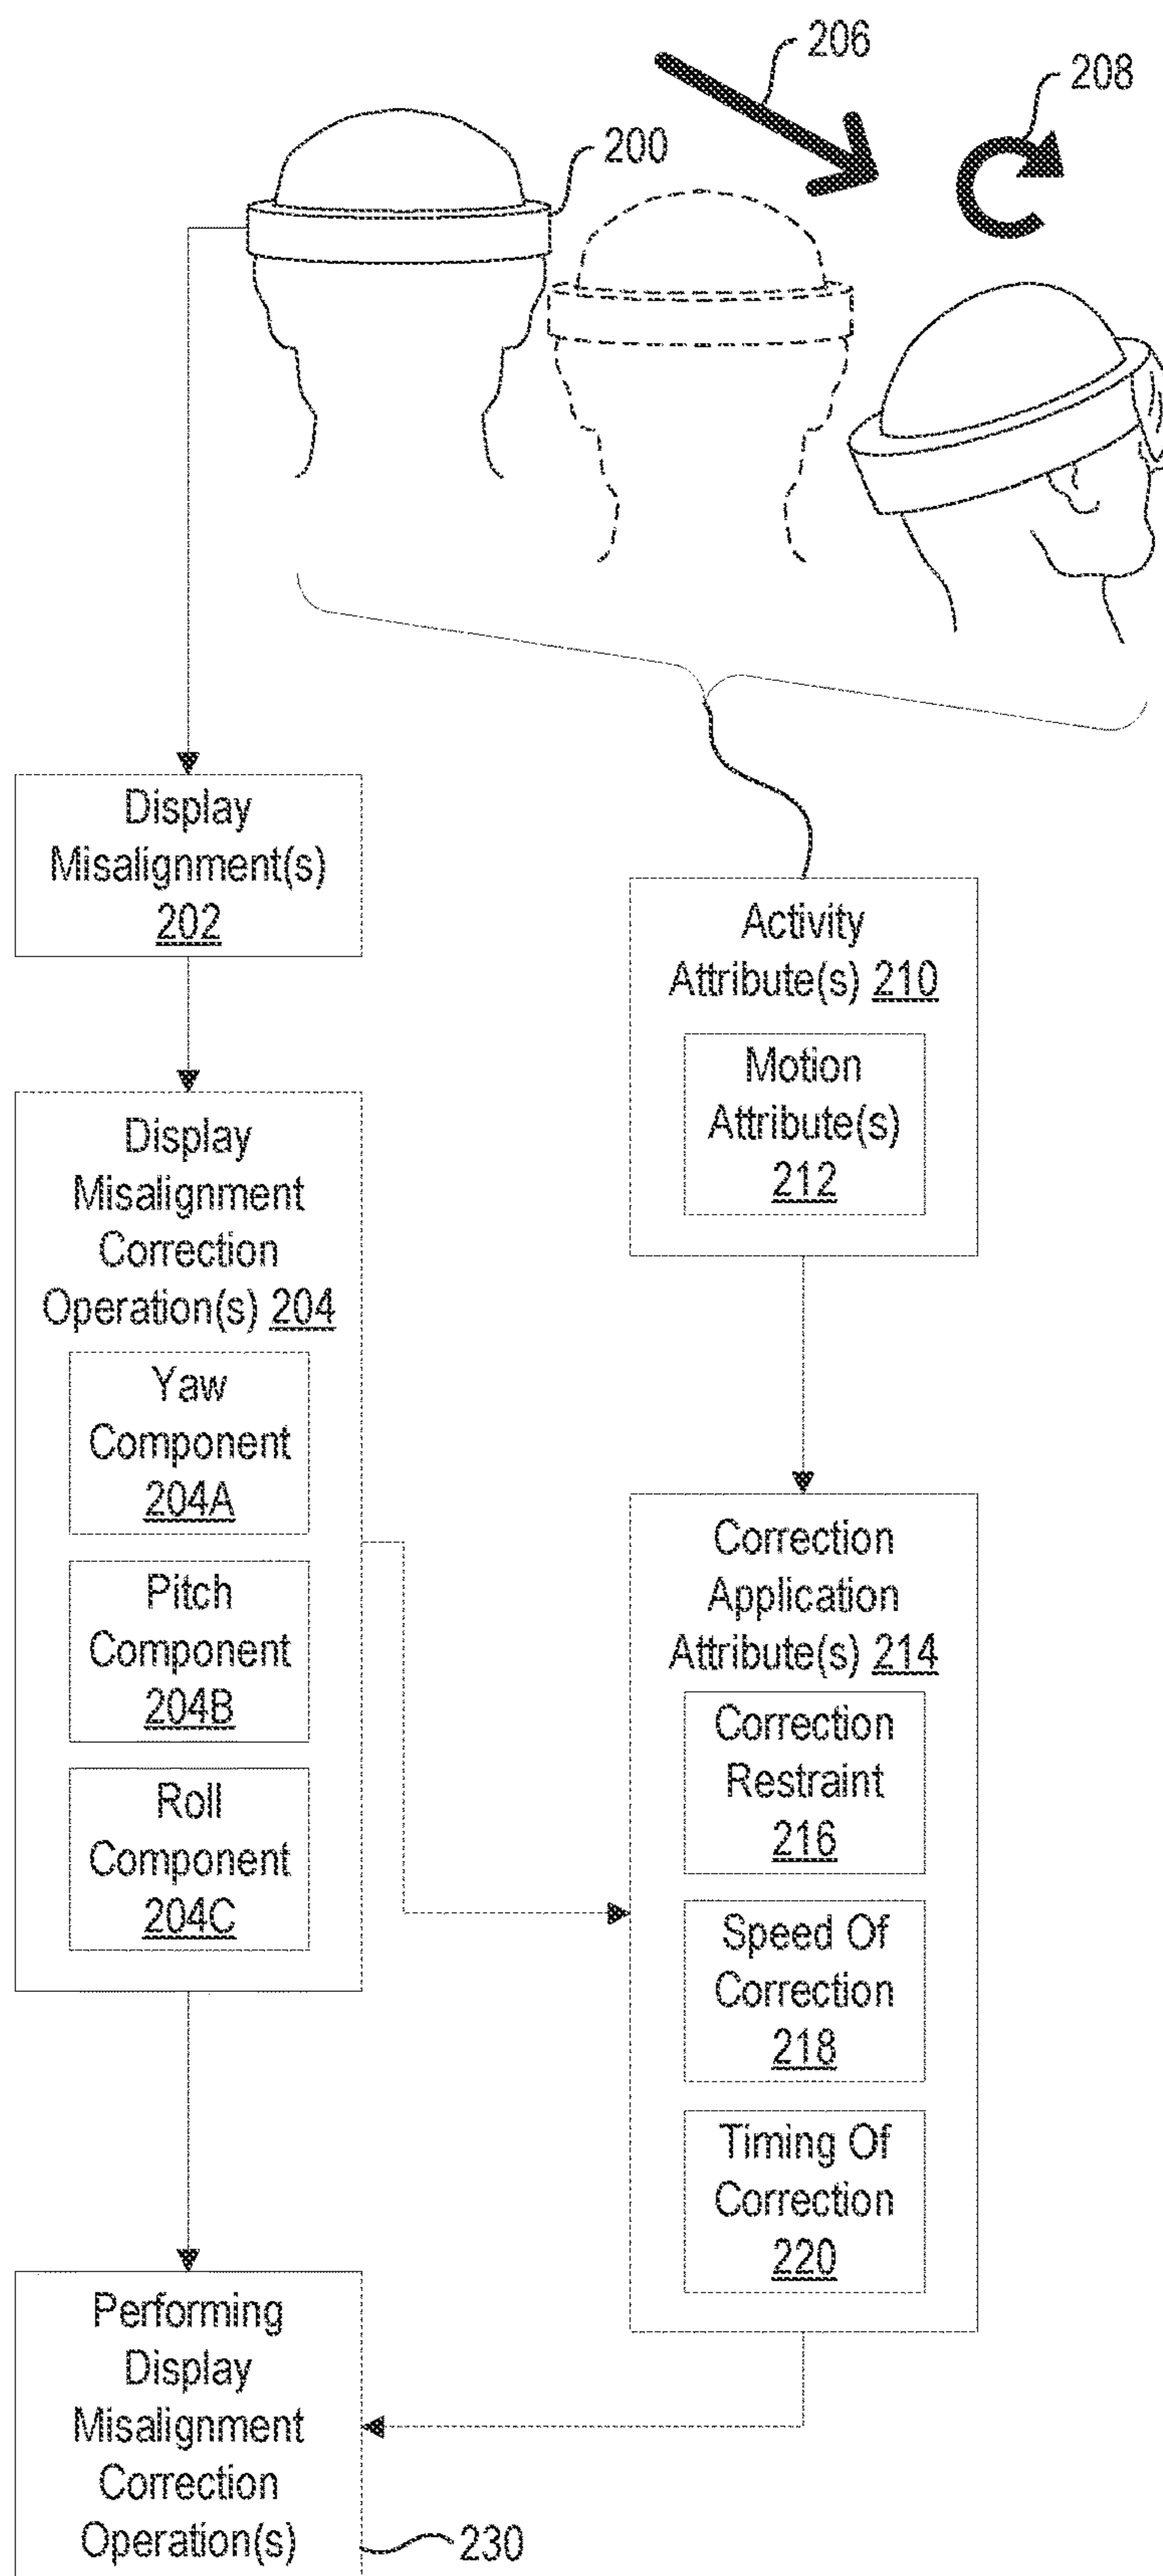 206
208
200
Display
Misalignment(s)
202
Activity
Attribute(s) 210
Motion
Attribute(s)
212
Display
Misalignment
Correction
Operation(s) 204
Yaw
Component
204A
Pitch
Component
204B
Roll
Component
204C
Correction
Application
Attribute(s) 214
Correction
Restraint
216
Speed Of
Correction
218
Timing Of
Correction
220
Performing
Display
Misalignment
Correction
Operation(s)
230